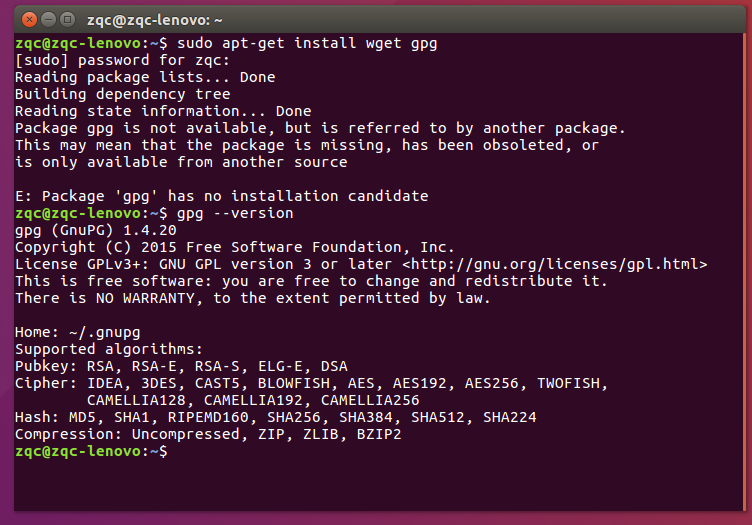 zqc@zqc-lenovo: ~
zqc@zqc-lenovo:~$ sudo apt-get install wget gpg
[sudo] password for zqc:
Reading package lists... Done
Building dependency tree
Reading state information... Done
Package gpg is not available, but is referred to by another package.
This may mean that the package is missing, has been obsoleted, or
is only available from another source
E: Package 'gpg' has no installation candidate
zqc@zqc-lenovo:~$ gpg --version
gpg (GnuPG) 1.4.20
Copyright (C) 2015 Free Software Foundation, Inc.
License GPLv3+: GNU GPL version 3 or later <http://gnu.org/licenses/gpl.html>
This is free software: you are free to change and redistribute it.
There is NO WARRANTY, to the extent permitted by law.
Home: ~/.gnupg
Supported algorithms:
Pubkey: RSA, RSA-E, RSA-S, ELG-E, DSA
Cipher: IDEA, 3DES, CAST5, BLOWFISH, AES, AES192, AES256, TWOFISH,
CAMELLIA128, CAMELLIA192, CAMELLIA256
Hash: MD5, SHA1, RIPEMD160, SHA256, SHA384, SHA512, SHA224
Compression: Uncompressed, ZIP, ZLIB, BZIP2
zqc@zqc-lenovo:~$